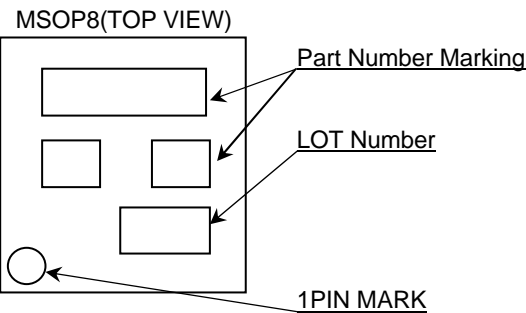 MSOP8(TOP VIEW)
Part Number Marking
LOT Number
1PIN MARK